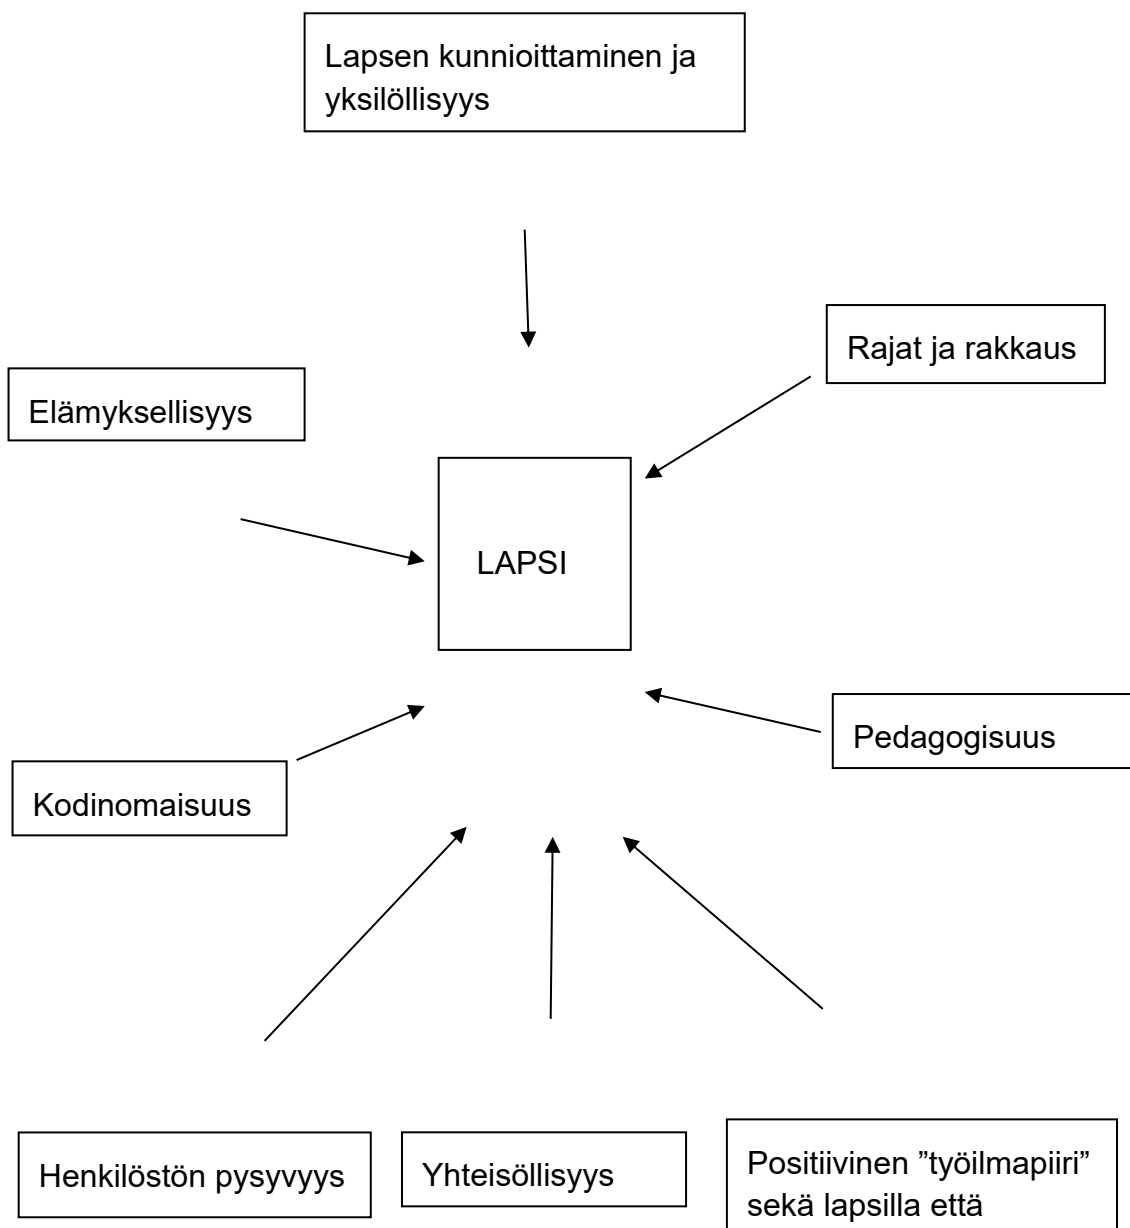 Lapsen kunnioittaminen ja
yksilöllisyys
Rajat ja rakkaus
Elämyksellisyys
LAPSI
Pedagogisuus
Kodinomaisuus
Henkilöstön pysyvyys
Yhteisöllisyys
Positiivinen ”työilmapiiri”
sekä lapsilla että